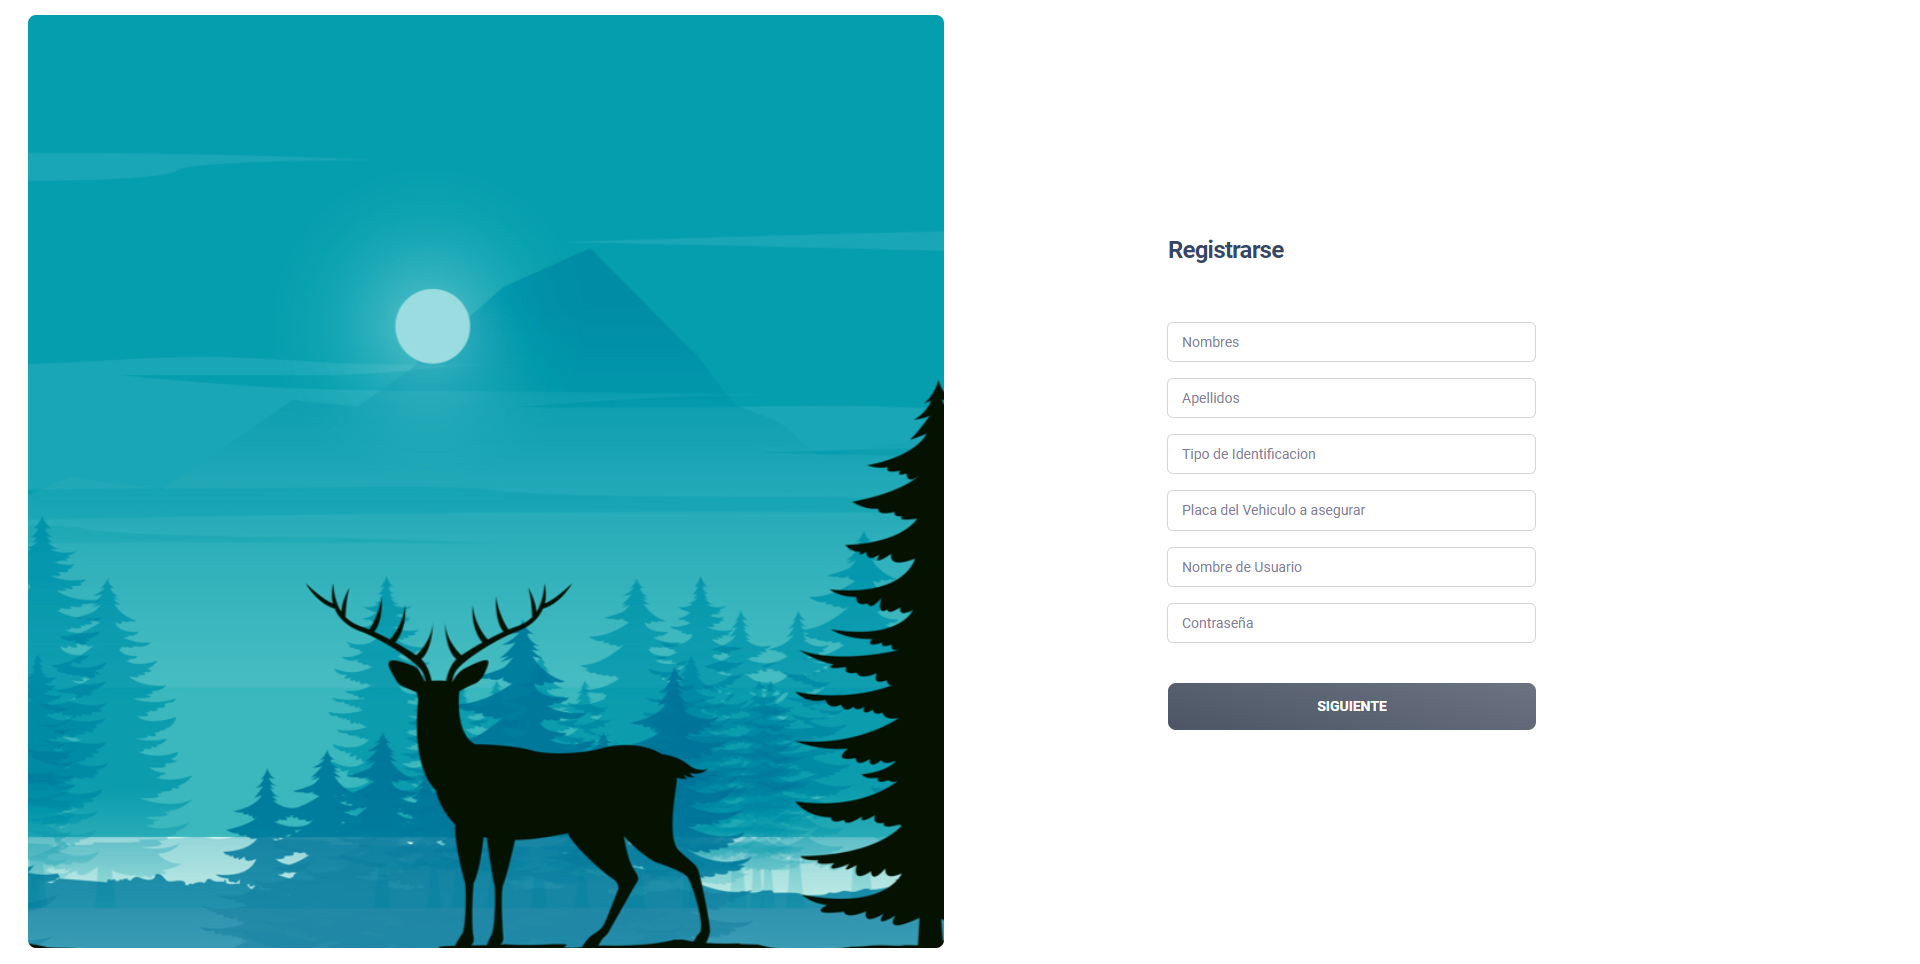 Registrarse
Nombres
Apellidos
Tipo de Identificacion
Placa del Vehiculo a asegurar
Nombre de Usuario
Contraseña
SIGUIENTE